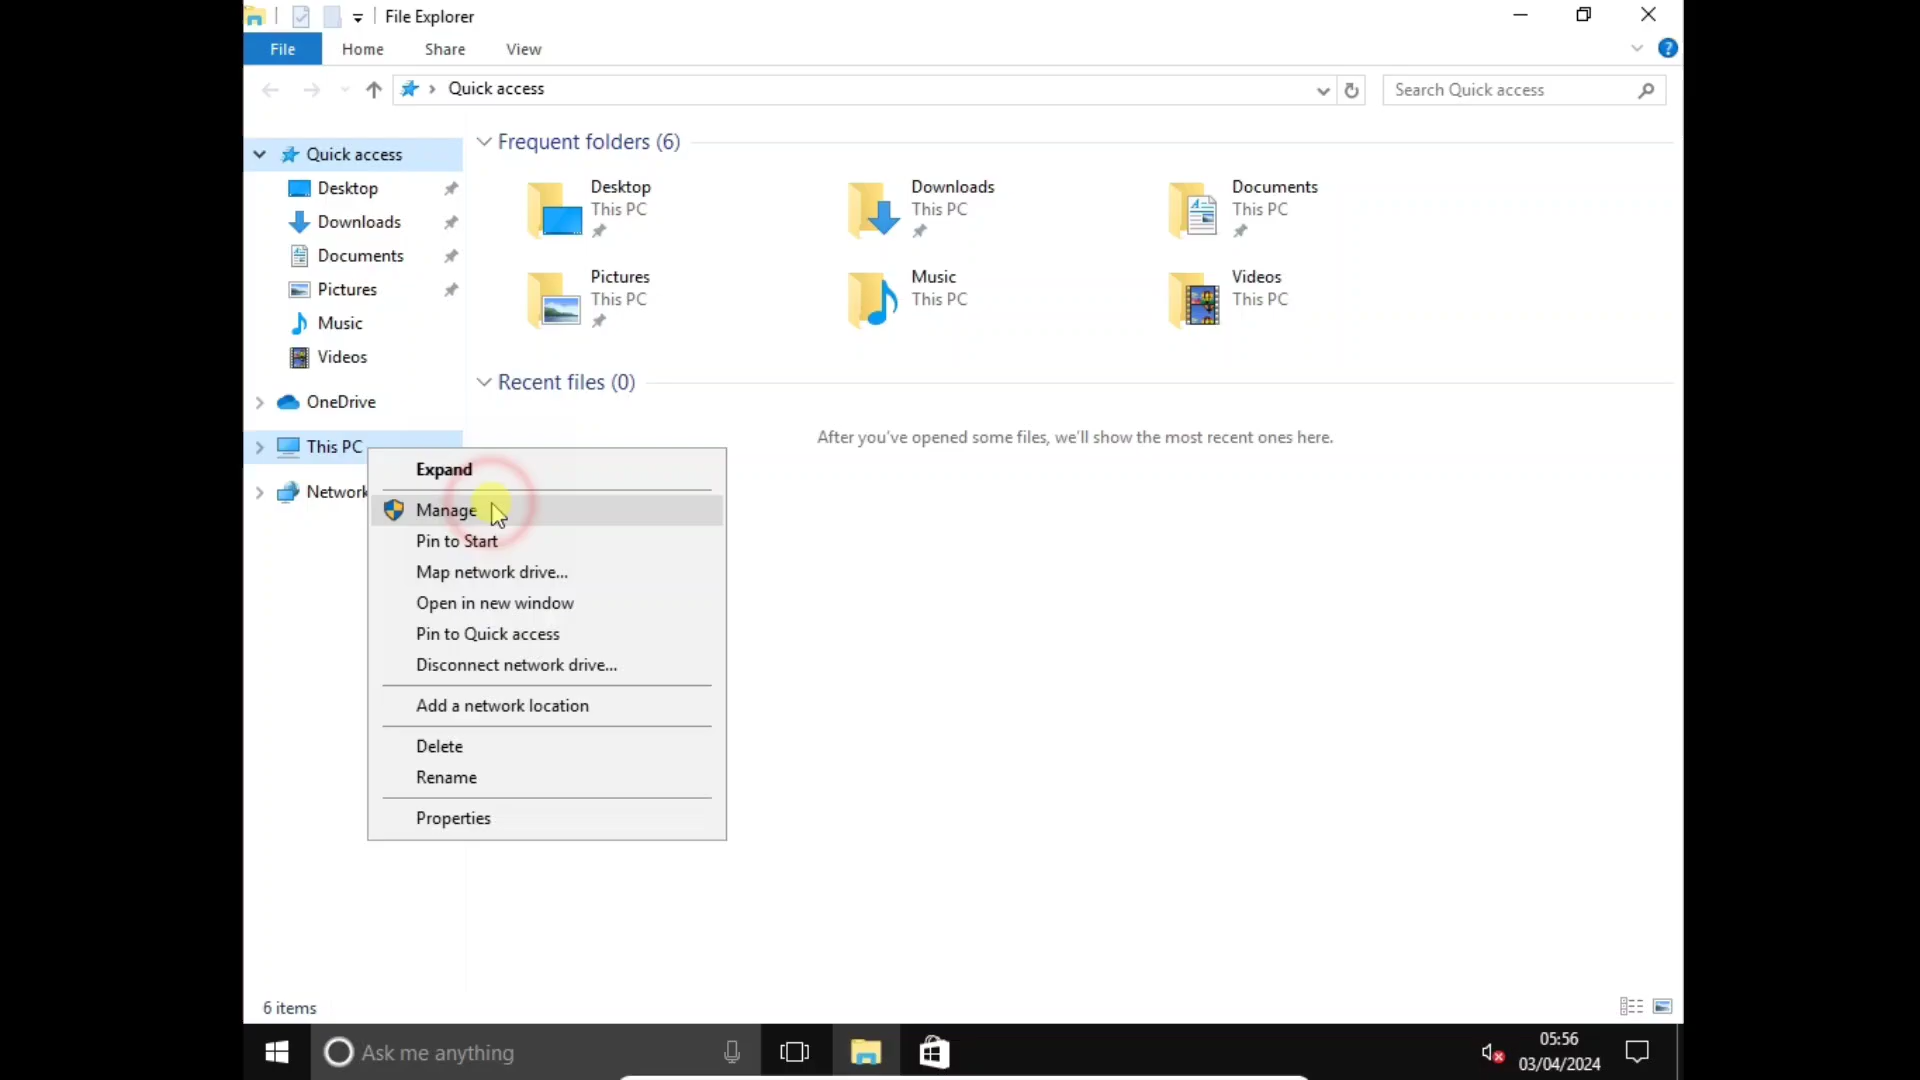 File Explorer
File Home Share View
?
Quick access
Search Quick access
Quick access
Desktop
Downloads
Documents
Pictures
Music
Videos
OneDrive
This PC
Network
Frequent folders (6)
Desktop
This PC
Downloads
This PC
Documents
This PC
Pictures
This PC
Music
This PC
Videos
This PC
Recent files (0)
After you've opened some files, we'll show the most recent ones here.
Expand
Manage
Pin to Start
Map network drive...
Open in new window
Pin to Quick access
Disconnect network drive...
Add a network location
Delete
Rename
Properties
6 items
Ask me anything
05:56
03/04/2024